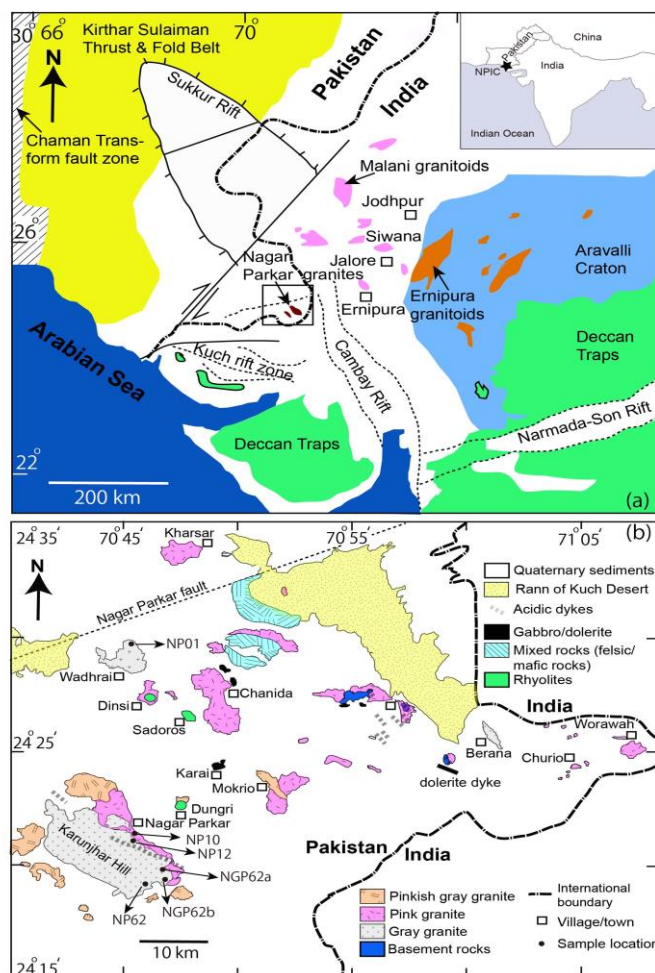 30
66°
70°
Kirthar Sulaiman
Thrust & Fold Belt
N
Sukkur Rift
Pakistan
India
China
Pakistan
NPIC
India
Indian Ocean
Chaman Trans-
form fault zone
Malani granitoids
Jodhpur
26°
Siwana
Nagar
Parkar granites
Jalore
Aravalli
Craton
Ernipura
Ernipura
granitoids
Arabian Sea
Kuch rift zone
Cambay Rift
Deccan
Traps
Deccan Traps
Narmada-Son Rift
22°
200 km
(a)
24 35'
70°45'
70°55'
71°05'
(b)
Kharsar
N
Nagar Parkar fault
Quaternary sediments
Rann of Kuch Desert
Acidic dykes
Gabbro/dolerite
Mixed rocks (felsic/
mafic rocks)
Rhyolites
NP01
Wadhrai
Chanida
Dinsi
Sadoros
India
Worawah
24°25'
Berana
Churio
Karai
Mokrio
dolerite dyke
Dungri
Nagar Parkar
Karunjhar Hill
NP10
NP12
Pakistan
India
NGP62a
NP62
NGP62b
Pinkish gray granite
Pink granite
Gray granite
Basement rocks
International
boundary
Village/town
Sample location
24°15'
10 km